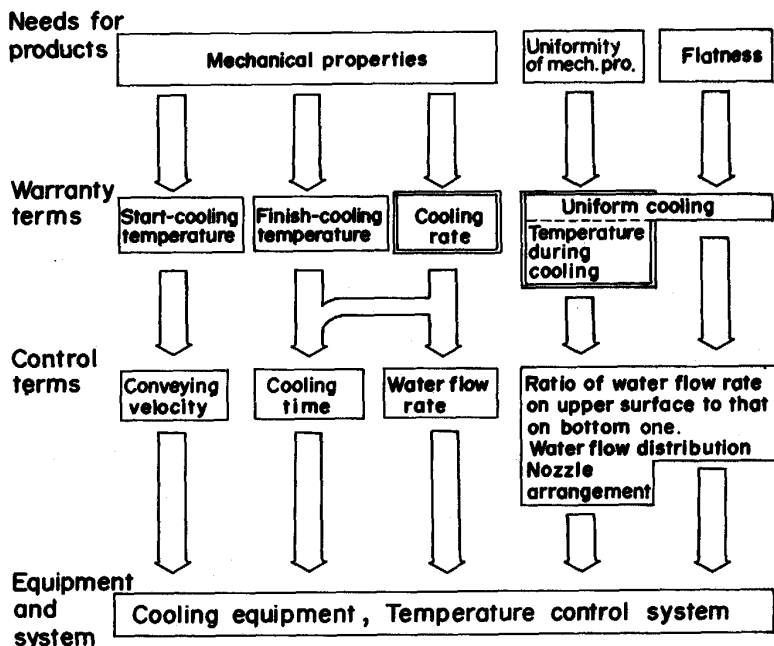 Needs for
products
Mechanical properties
Uniformity
of mech. pro.
Flatness
Warranty
terms
Start-cooling
temperature
Finish-cooling
temperature
Cooling
rate
Uniform cooling
Temperature
during
cooling
Control
terms
Conveying
velocity
Cooling
time
Water flow
rate
Ratio of water flow rate
on upper surface to that
on bottom one.
Water flow distribution
Nozzle
arrangement
Equipment
and
system
Cooling equipment, Temperature control system